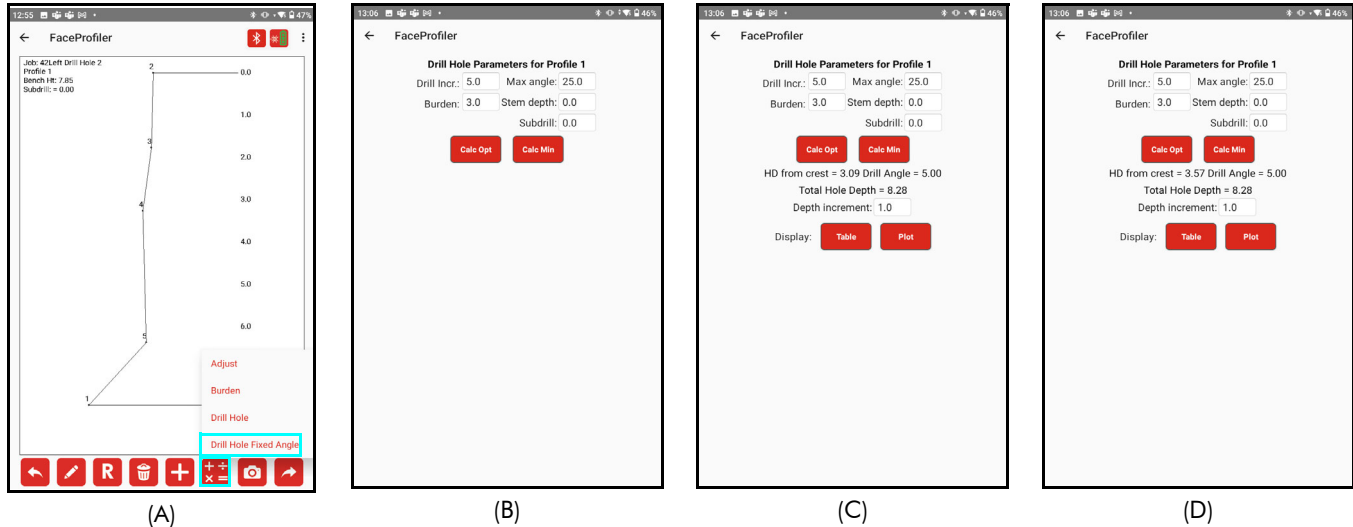 12:55 47%
FaceProfiler
Job: 42Left Drill Hole 2
Profile 1
Bench Ht: 7.85
Subdrill: = 0.00
2
0.0
1.0
3
2.0
4
3.0
4.0
5.0
5
6.0
1
Adjust
Burden
Drill Hole
Drill Hole Fixed Angle
R
(A)
13:06 46%
FaceProfiler
Drill Hole Parameters for Profile 1
Drill Incr.: 5.0 Max angle: 25.0
Burden: 3.0 Stem depth: 0.0
Subdrill: 0.0
Calc Opt Calc Min
(B)
13:06 46%
FaceProfiler
Drill Hole Parameters for Profile 1
Drill Incr.: 5.0 Max angle: 25.0
Burden: 3.0 Stem depth: 0.0
Subdrill: 0.0
Calc Opt Calc Min
HD from crest = 3.09 Drill Angle = 5.00
Total Hole Depth = 8.28
Depth increment: 1.0
Display: Table Plot
(C)
13:06 46%
FaceProfiler
Drill Hole Parameters for Profile 1
Drill Incr.: 5.0 Max angle: 25.0
Burden: 3.0 Stem depth: 0.0
Subdrill: 0.0
Calc Opt Calc Min
HD from crest = 3.57 Drill Angle = 5.00
Total Hole Depth = 8.28
Depth increment: 1.0
Display: Table Plot
(D)